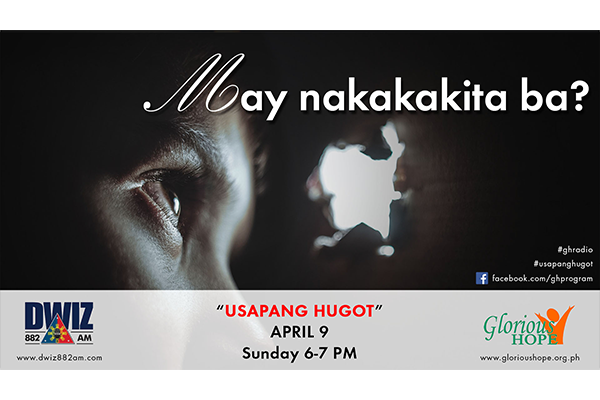 May nakakakita ba?
#ghradio
#usapanghugot
facebook.com/ghprogram
DWIZ
882 AM
www.dwiz882am.com
“USAPANG HUGOT”
APRIL 9
Sunday 6-7 PM
Glorious
HOPE
www.glorioushope.org.ph